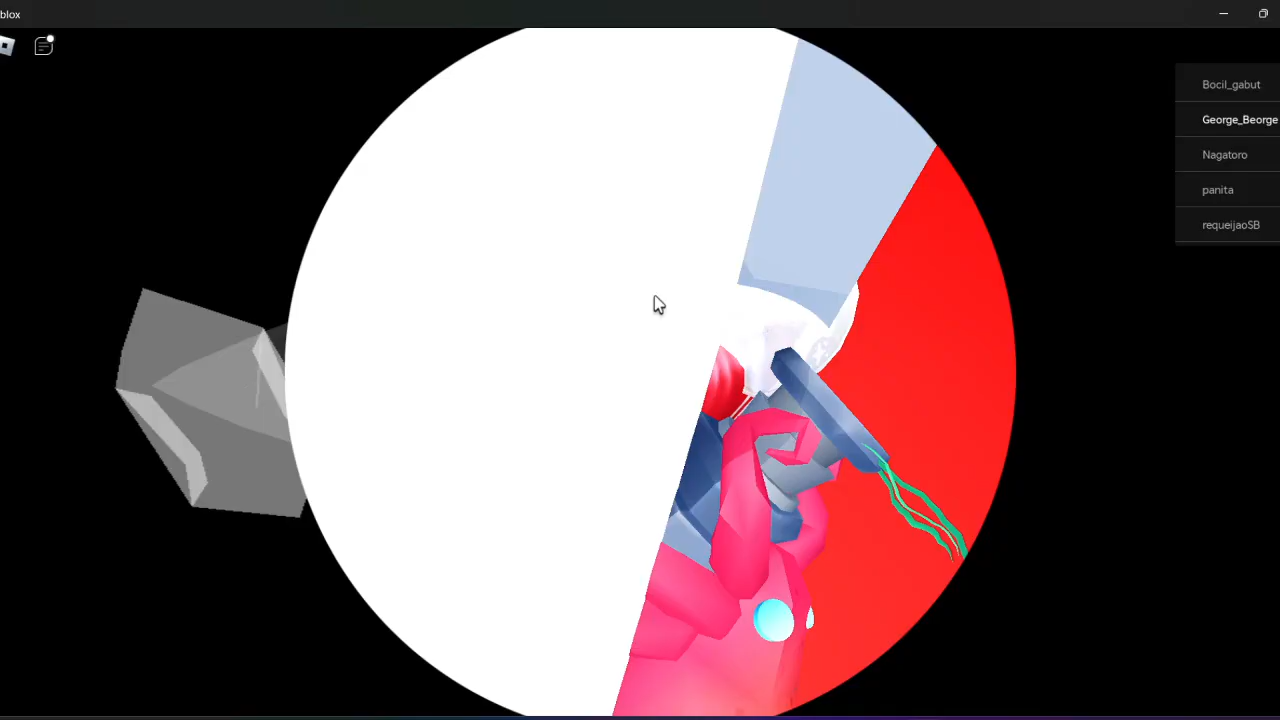 blox
Bocil_gabut
George_Beorge
Nagatoro
panita
requeijaoSB